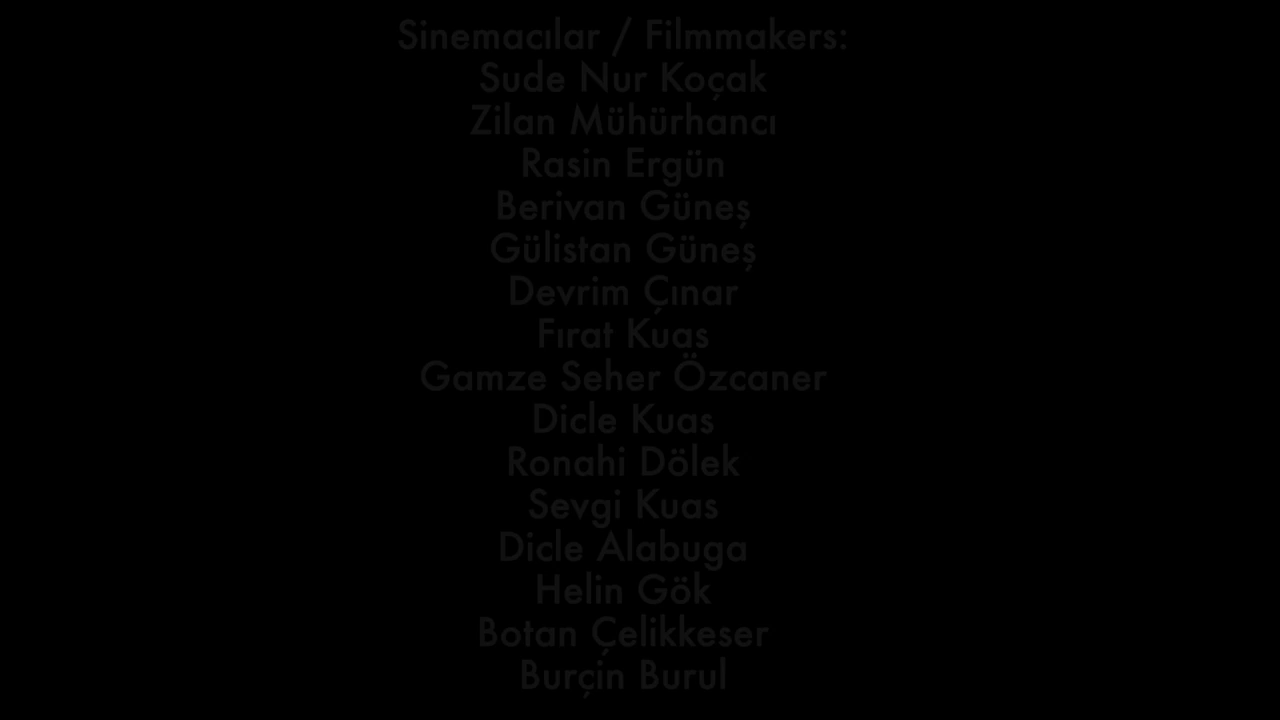 Sinemacılar / Filmmakers:
Sude Nur Koçak
Zilan Mühürhancı
Rasin Ergün
Berivan Güneş
Gülistan Güneş
Devrim Çınar
Fırat Kuas
Gamze Seher Özcaner
Dicle Kuas
Ronahi Dölek
Sevgi Kuas
Dicle Alabuga
Helin Gök
Botan Çelikkeser
Burçin Burul